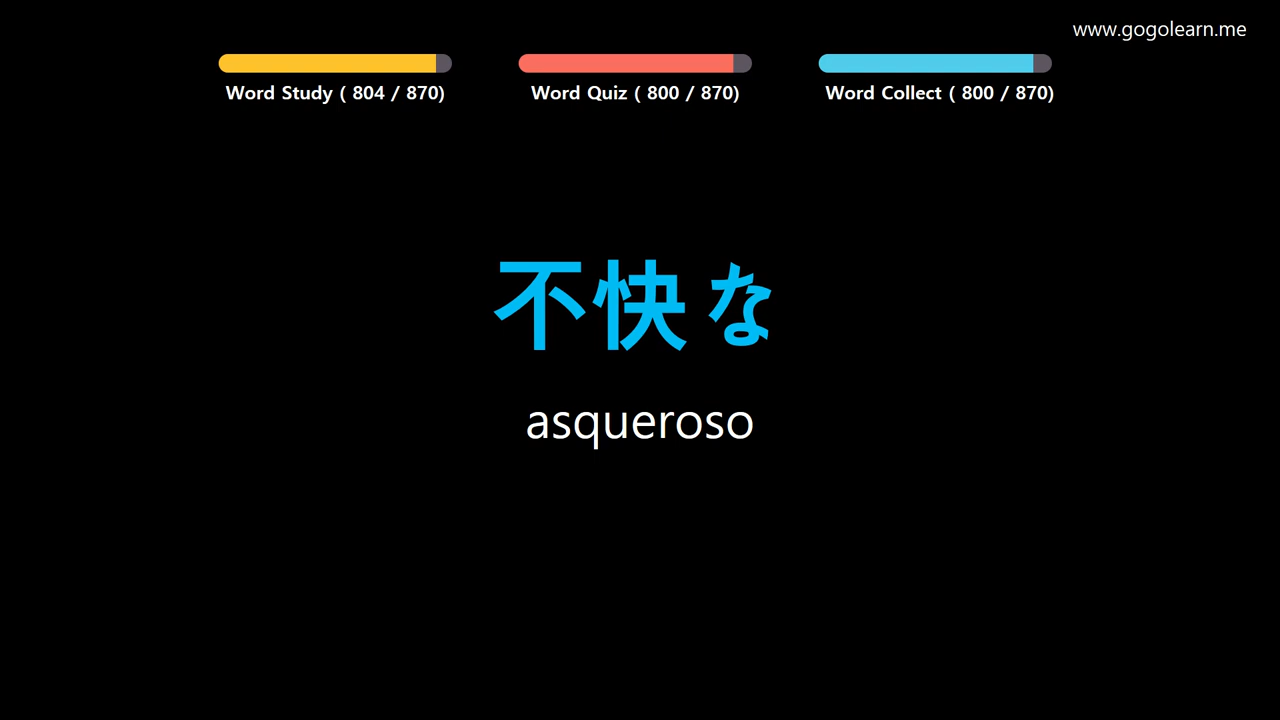 www.gogolearn.me
Word Study ( 804 / 870)
Word Quiz ( 800 / 870)
Word Collect ( 800 / 870)
不快な
asqueroso